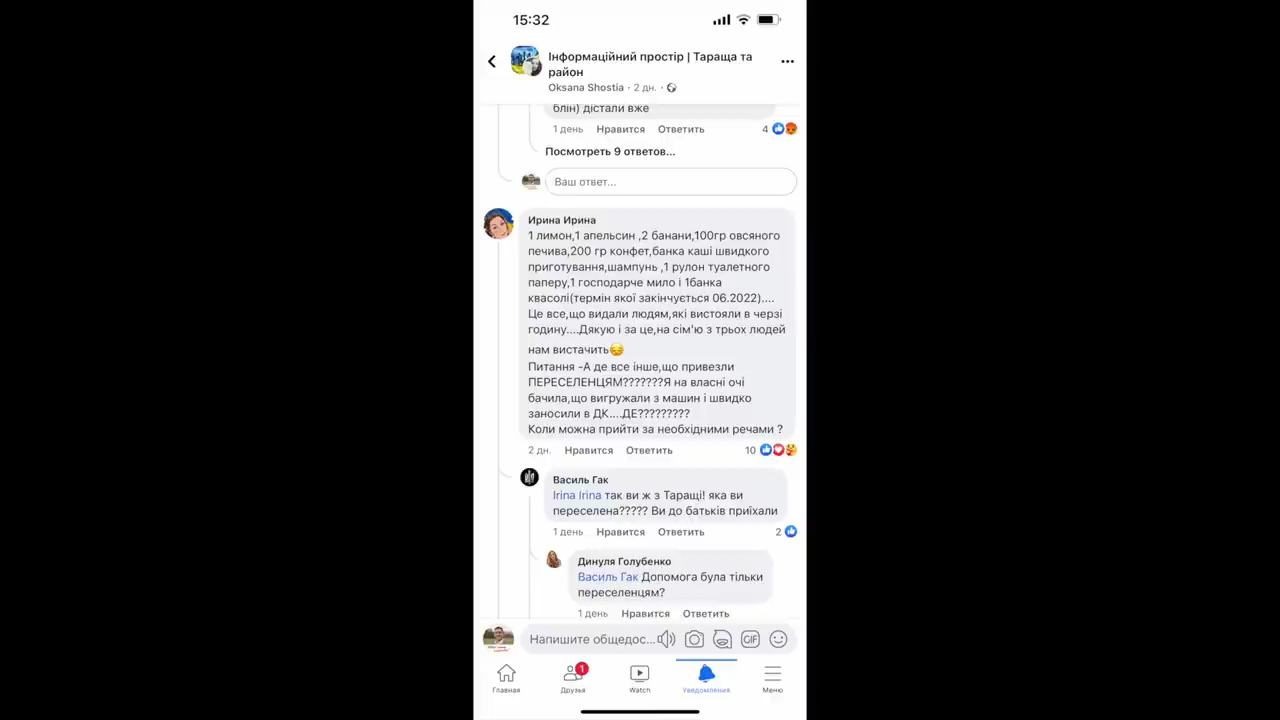 15:32
Інформаційний простір | Тараща та
район
Oksana Shostia · 2 дн. ·
блін) дістали вже
1 день Нравится Ответить 4
Посмотреть 9 ответов...
Ваш ответ...
Ирина Ирина
1 лимон,1 апельсин ,2 банани,100гр овсяного
печива,200 гр конфет,банка каші швидкого
приготування,шампунь ,1 рулон туалетного
паперу,1 господарче мило і 1банка
квасолі(термін якої закінчується 06.2022)....
Це все,що видали людям,які вистояли в черзі
годину....Дякую і за це,на сім'ю з трьох людей
нам вистачить😔
Питання -А де все інше,що привезли
ПЕРЕСЕЛЕНЦЯМ???????Я на власні очі
бачила,що вигружали з машин і швидко
заносили в ДК....ДЕ?????????
Коли можна прийти за необхідними речами ?
2 дн. Нравится Ответить 10
Василь Гак
Irina Irina так ви ж з Таращі! яка ви
переселена????? Ви до батьків приїхали
1 день Нравится Ответить 2
Динуля Голубенко
Василь Гак Допомога була тільки
переселенцям?
1 день Нравится Ответить
Напишите общедос... GIF
1
Главная Друзья Watch Уведомления Меню